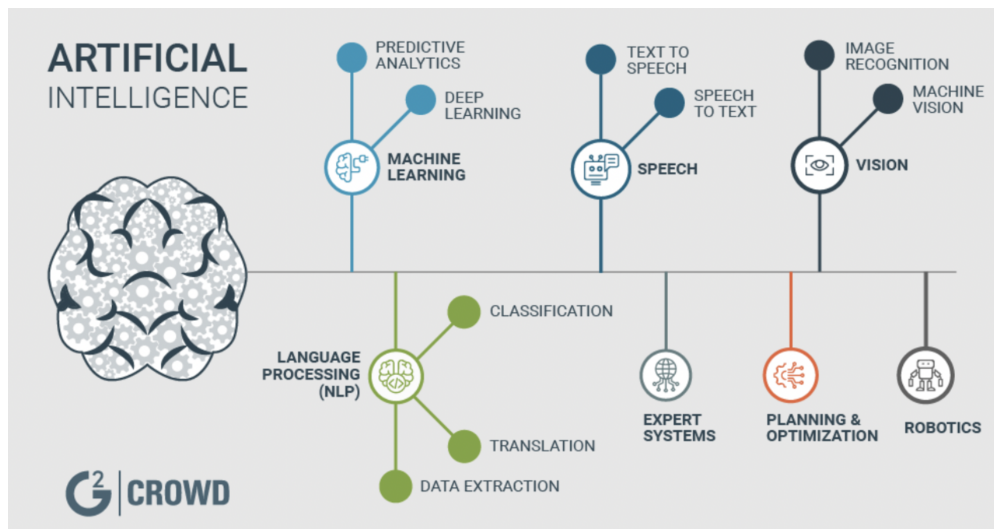 ARTIFICIAL
INTELLIGENCE
PREDICTIVE
ANALYTICS
DEEP
LEARNING
MACHINE
LEARNING
TEXT TO
SPEECH
SPEECH
TO TEXT
SPEECH
IMAGE
RECOGNITION
MACHINE
VISION
VISION
LANGUAGE
PROCESSING
(NLP)
CLASSIFICATION
TRANSLATION
DATA EXTRACTION
EXPERT
SYSTEMS
PLANNING &
OPTIMIZATION
ROBOTICS
G2 CROWD